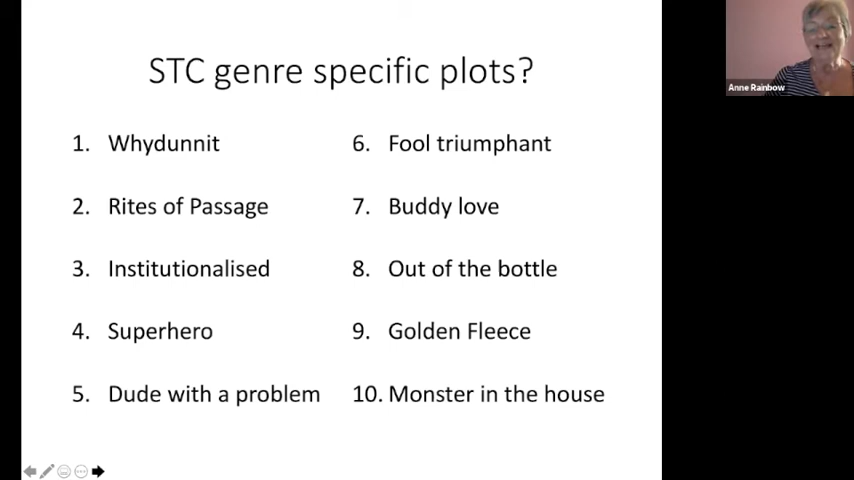 STC genre specific plots?
Anne Rainbow
1. Whydunnit
2. Rites of Passage
3. Institutionalised
4. Superhero
5. Dude with a problem
6. Fool triumphant
7. Buddy love
8. Out of the bottle
9. Golden Fleece
10. Monster in the house